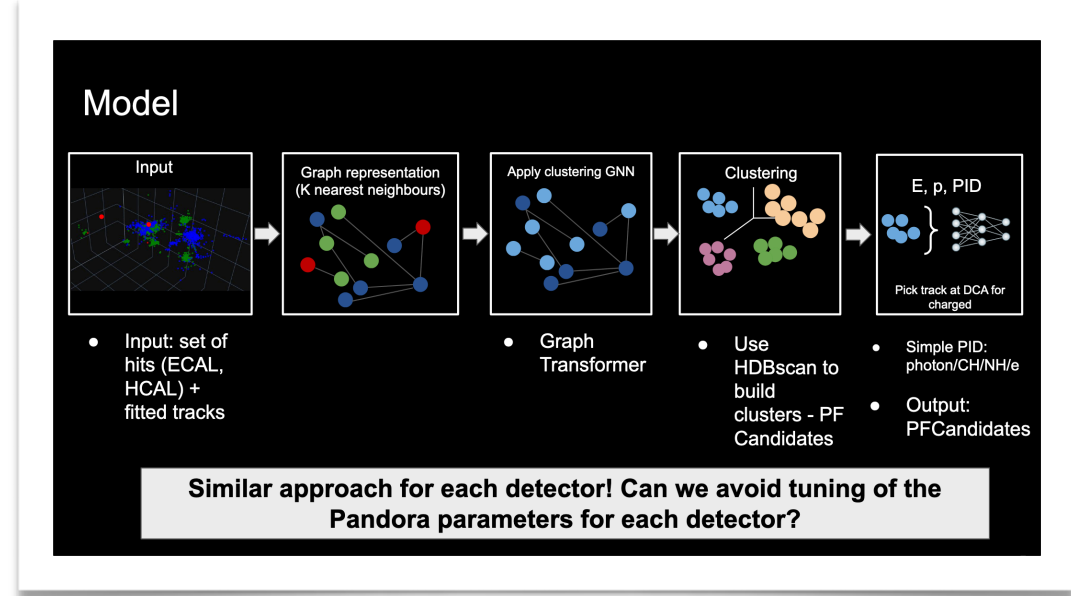 Model
Input
Graph representation
(K nearest neighbours)
Apply clustering GNN
Clustering
E, p, PID
Pick track at DCA for
charged
● Input: set of
hits (ECAL,
HCAL) +
fitted tracks
● Graph
Transformer
● Use
HDBscan to
build
clusters - PF
Candidates
● Simple PID:
photon/CH/NH/e
● Output:
PFCandidates
Similar approach for each detector! Can we avoid tuning of the
Pandora parameters for each detector?